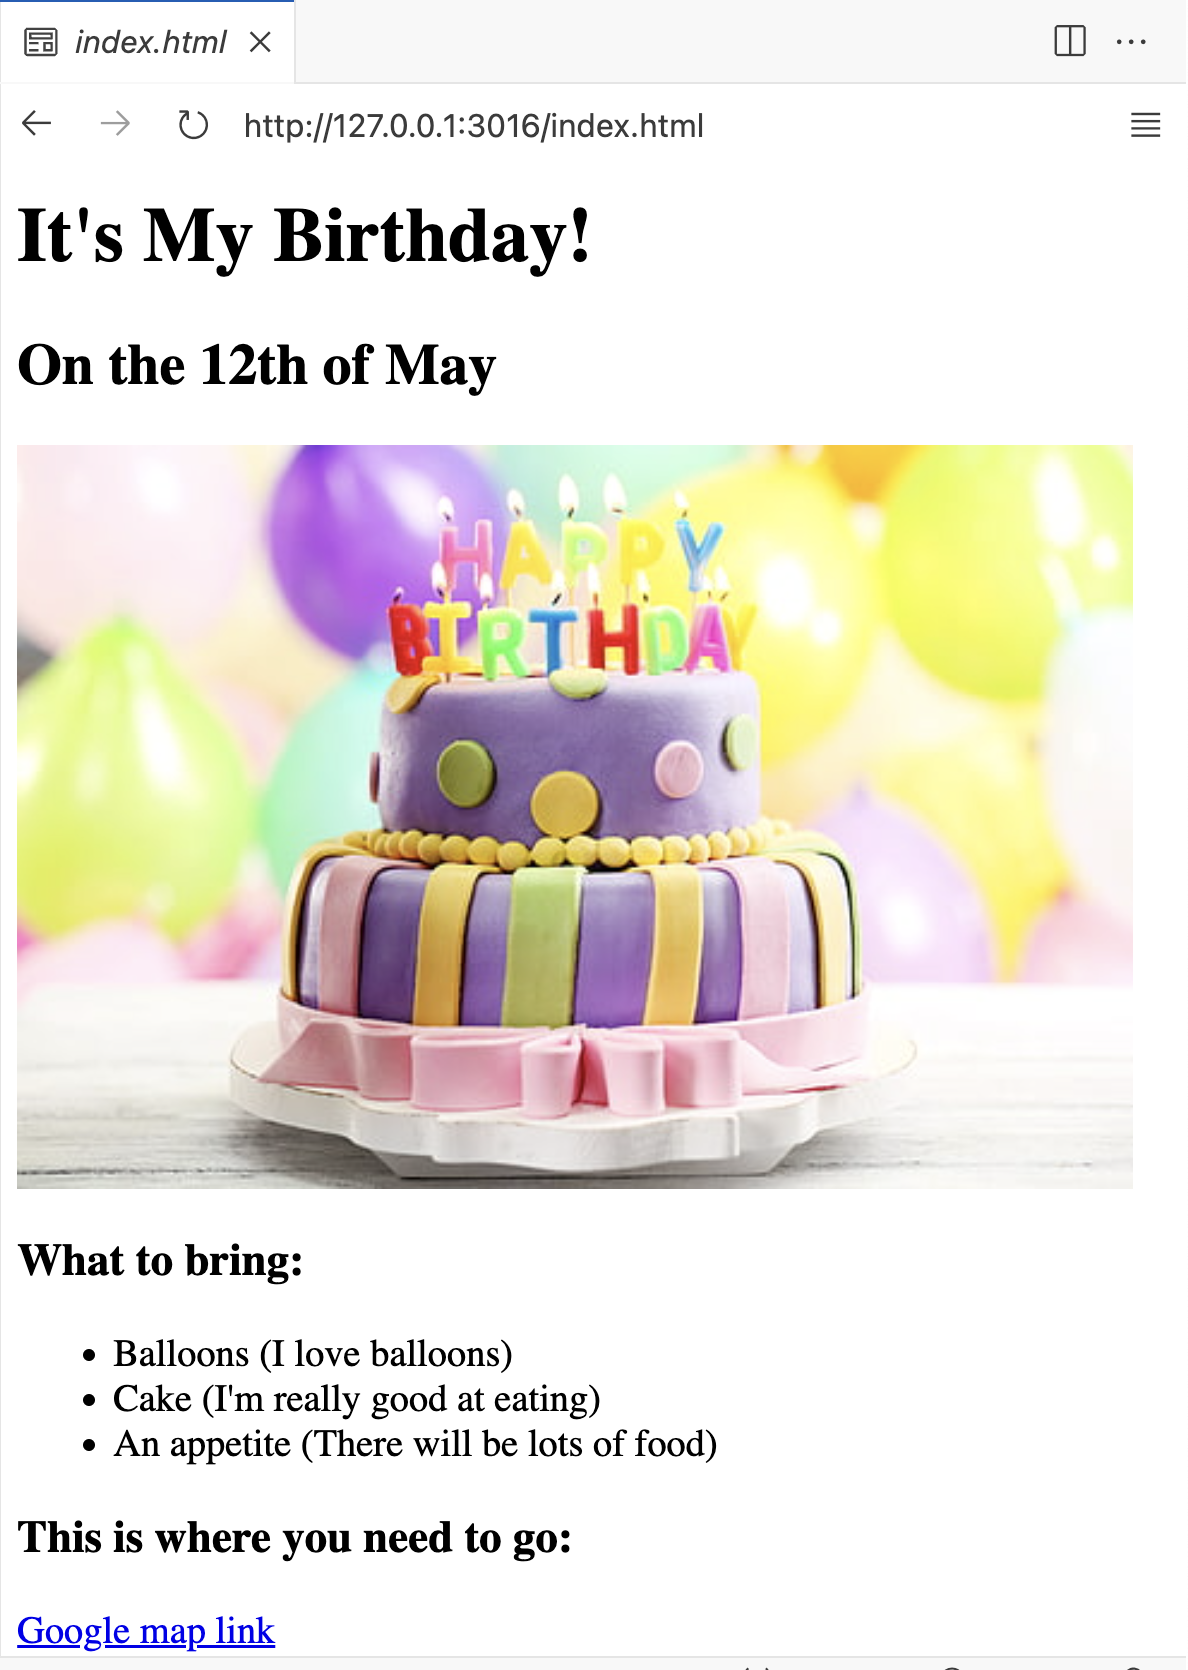 index.html
http://127.0.0.1:3016/index.html
It's My Birthday!
On the 12th of May
HAPPY
BIRTHDAY
What to bring:
• Balloons (I love balloons)
• Cake (I'm really good at eating)
• An appetite (There will be lots of food)
This is where you need to go:
Google map link